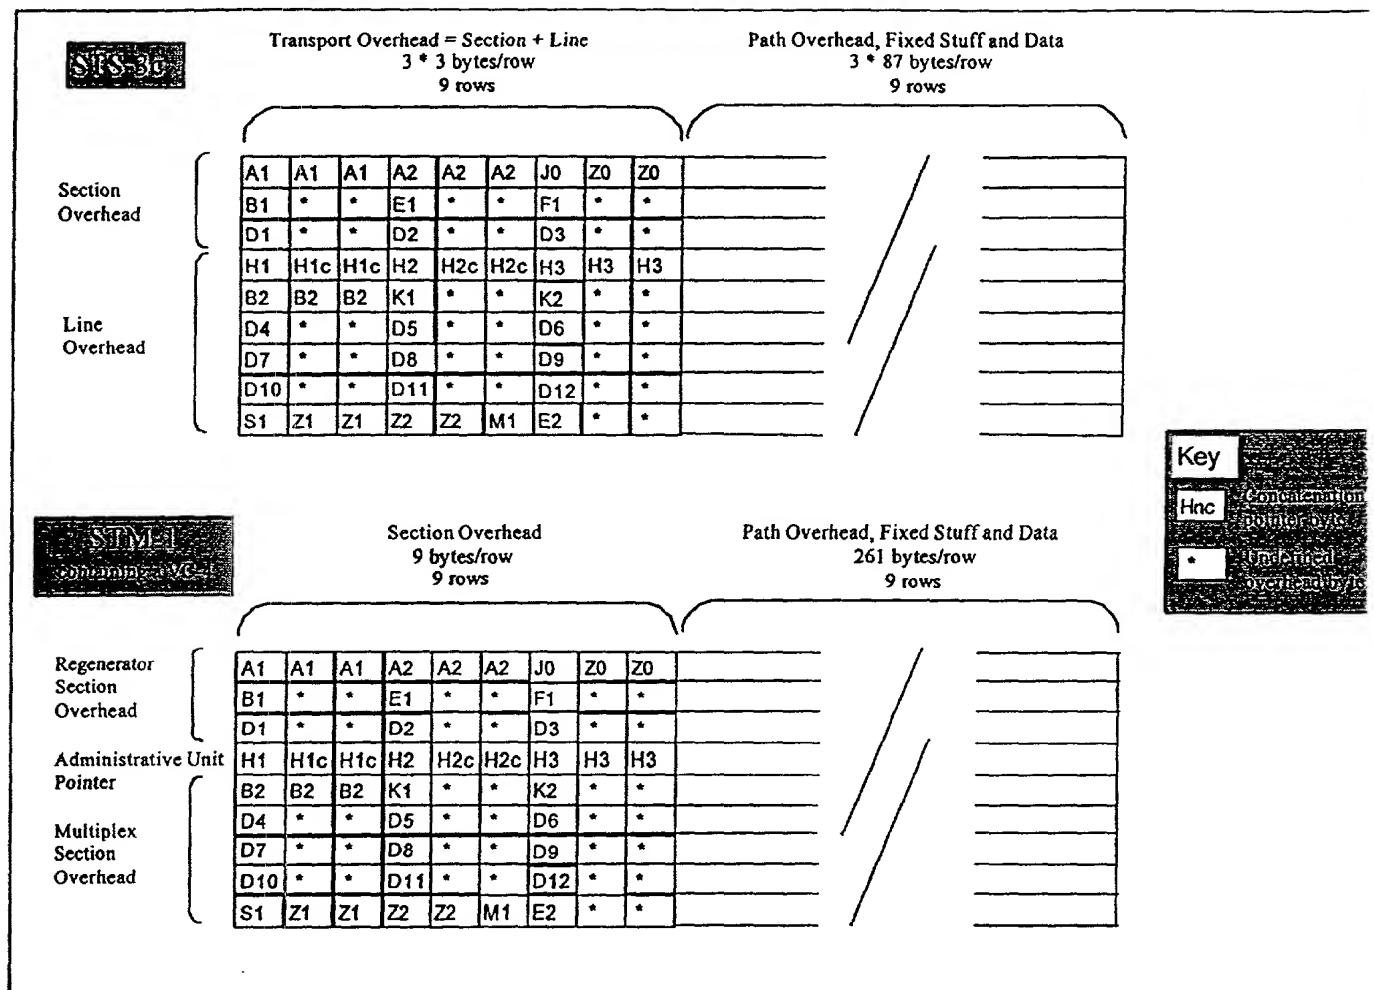 STS-3c
Transport Overhead = Section + Line
3 * 3 bytes/row
9 rows
Path Overhead, Fixed Stuff and Data
3 * 87 bytes/row
9 rows
Section
Overhead
Line
Overhead
A1 A1 A1 A2 A2 A2 J0 Z0 Z0
B1 * * E1 * * F1 * *
D1 * * D2 * * D3 * *
H1 H1c H1c H2 H2c H2c H3 H3 H3
B2 B2 B2 K1 * * K2 * *
D4 * * D5 * * D6 * *
D7 * * D8 * * D9 * *
D10 * * D11 * * D12 * *
S1 Z1 Z1 Z2 Z2 M1 E2 * *
Key
Hnc Concatenation
pointer byte
* Undefined
overhead byte
STM-1
Section Overhead
9 bytes/row
9 rows
Path Overhead, Fixed Stuff and Data
261 bytes/row
9 rows
Regenerator
Section
Overhead
Administrative Unit
Pointer
Multiplex
Section
Overhead
A1 A1 A1 A2 A2 A2 J0 Z0 Z0
B1 * * E1 * * F1 * *
D1 * * D2 * * D3 * *
H1 H1c H1c H2 H2c H2c H3 H3 H3
B2 B2 B2 K1 * * K2 * *
D4 * * D5 * * D6 * *
D7 * * D8 * * D9 * *
D10 * * D11 * * D12 * *
S1 Z1 Z1 Z2 Z2 M1 E2 * *